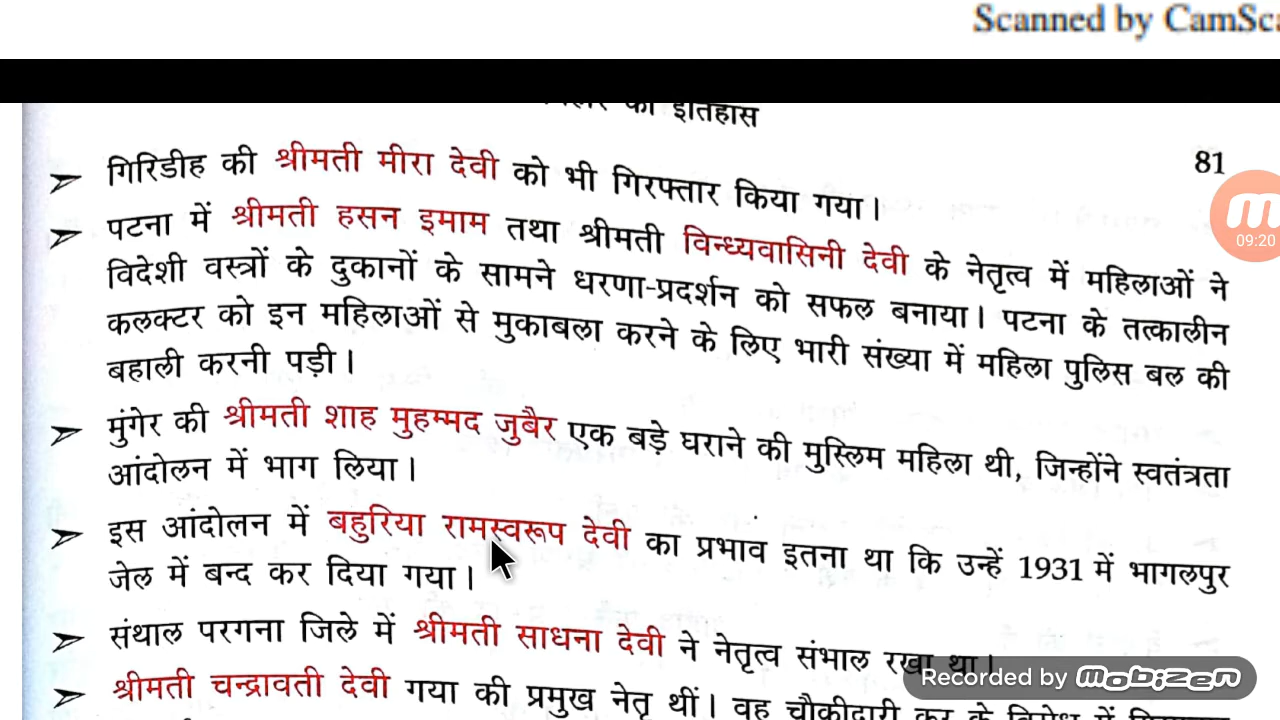 Scanned by CamSca
का इतिहास
81
➢ गिरिडीह की श्रीमती मीरा देवी को भी गिरफ्तार किया गया।
➢ पटना में श्रीमती हसन इमाम तथा श्रीमती विन्ध्यवासिनी देवी के नेतृत्व में महिलाओं ने
विदेशी वस्त्रों के दुकानों के सामने धरणा-प्रदर्शन को सफल बनाया। पटना के तत्कालीन
कलक्टर को इन महिलाओं से मुकाबला करने के लिए भारी संख्या में महिला पुलिस बल की
बहाली करनी पड़ी।
➢ मुंगेर की श्रीमती शाह मुहम्मद जुबैर एक बड़े घराने की मुस्लिम महिला थी, जिन्होंने स्वतंत्रता
आंदोलन में भाग लिया।
➢ इस आंदोलन में बहुरिया रामस्वरूप देवी का प्रभाव इतना था कि उन्हें 1931 में भागलपुर
जेल में बन्द कर दिया गया।
➢ संथाल परगना जिले में श्रीमती साधना देवी ने नेतृत्व संभाल रखा था।
➢ श्रीमती चन्द्रावती देवी गया की प्रमुख नेतृ थीं। वह चौकीदारी कर के विरोध में
09:20
Recorded by mobizen